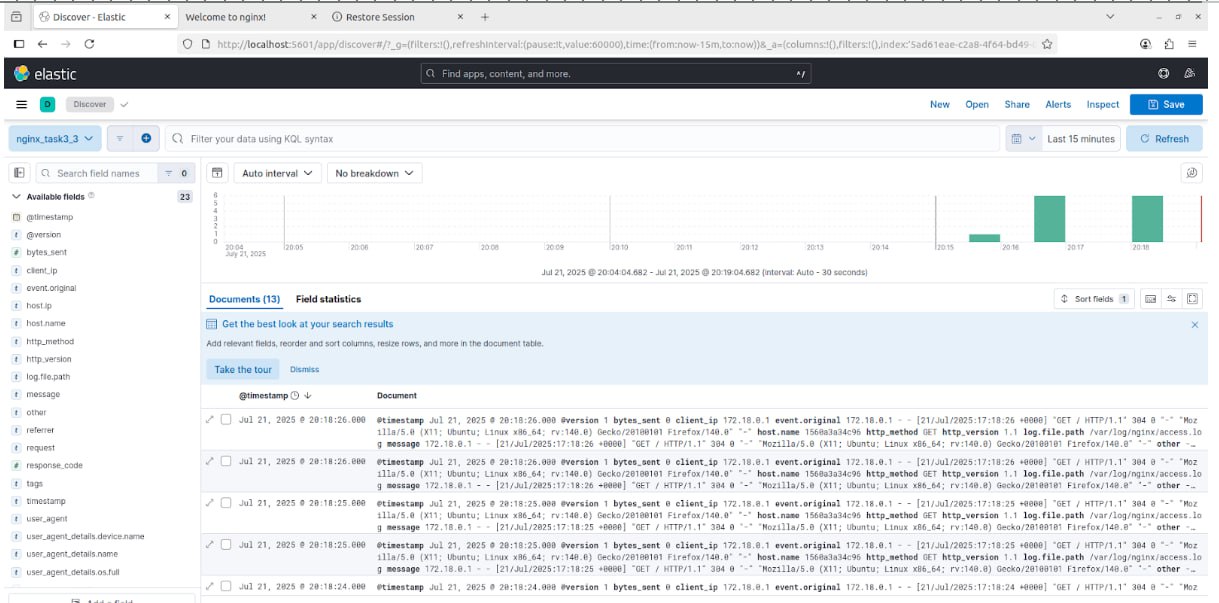 Discover - Elastic
Welcome to nginx!
Restore Session
http://localhost:5601/app/discover#/?_g=(filters:!(),refreshInterval:(pause:!t,value:60000),time:(from:now-15m,to:now))&_a=(columns:!(),filters:!(),index:'5ad61eae-c2a8-4f64-bd49-
elastic
Find apps, content, and more.
^/
D
Discover
New Open Share Alerts Inspect Save
nginx_task3_3
Filter your data using KQL syntax
Last 15 minutes
Refresh
Search field names
0
Auto interval
No breakdown
Available fields
23
@timestamp
@version
bytes_sent
client_ip
event.original
host.ip
host.name
http_method
http_version
log.file.path
message
other
referrer
request
response_code
tags
timestamp
user_agent
user_agent_details.device.name
user_agent_details.name
user_agent_details.os.full
Add a field
6
5
4
3
2
1
0
20:04 20:05 20:06 20:07 20:08 20:09 20:10 20:11 20:12 20:13 20:14 20:15 20:16 20:17 20:18
July 21, 2025
Jul 21, 2025 @ 20:04:04.682 - Jul 21, 2025 @ 20:19:04.682 (interval: Auto - 30 seconds)
Documents (13)
Field statistics
Sort fields 1
Get the best look at your search results
Add relevant fields, reorder and sort columns, resize rows, and more in the document table.
Take the tour
Dismiss
@timestamp
Document
Jul 21, 2025 @ 20:18:26.000 @timestamp Jul 21, 2025 @ 20:18:26.000 @version 1 bytes_sent 0 client_ip 172.18.0.1 event.original 172.18.0.1 - - [21/Jul/2025:17:18:26 +0000] "GET / HTTP/1.1" 304 0 "-" "Moz
illa/5.0 (X11; Ubuntu; Linux x86_64; rv:140.0) Gecko/20100101 Firefox/140.0" "-" host.name 1560a3a34c96 http_method GET http_version 1.1 log.file.path /var/log/nginx/access.lo
g message 172.18.0.1 - - [21/Jul/2025:17:18:26 +0000] "GET / HTTP/1.1" 304 0 "-" "Mozilla/5.0 (X11; Ubuntu; Linux x86_64; rv:140.0) Gecko/20100101 Firefox/140.0" "-" other -…
Jul 21, 2025 @ 20:18:26.000 @timestamp Jul 21, 2025 @ 20:18:26.000 @version 1 bytes_sent 0 client_ip 172.18.0.1 event.original 172.18.0.1 - - [21/Jul/2025:17:18:26 +0000] "GET / HTTP/1.1" 304 0 "-" "Moz
illa/5.0 (X11; Ubuntu; Linux x86_64; rv:140.0) Gecko/20100101 Firefox/140.0" "-" host.name 1560a3a34c96 http_method GET http_version 1.1 log.file.path /var/log/nginx/access.lo
g message 172.18.0.1 - - [21/Jul/2025:17:18:26 +0000] "GET / HTTP/1.1" 304 0 "-" "Mozilla/5.0 (X11; Ubuntu; Linux x86_64; rv:140.0) Gecko/20100101 Firefox/140.0" "-" other -…
Jul 21, 2025 @ 20:18:25.000 @timestamp Jul 21, 2025 @ 20:18:25.000 @version 1 bytes_sent 0 client_ip 172.18.0.1 event.original 172.18.0.1 - - [21/Jul/2025:17:18:25 +0000] "GET / HTTP/1.1" 304 0 "-" "Moz
illa/5.0 (X11; Ubuntu; Linux x86_64; rv:140.0) Gecko/20100101 Firefox/140.0" "-" host.name 1560a3a34c96 http_method GET http_version 1.1 log.file.path /var/log/nginx/access.lo
g message 172.18.0.1 - - [21/Jul/2025:17:18:25 +0000] "GET / HTTP/1.1" 304 0 "-" "Mozilla/5.0 (X11; Ubuntu; Linux x86_64; rv:140.0) Gecko/20100101 Firefox/140.0" "-" other -…
Jul 21, 2025 @ 20:18:25.000 @timestamp Jul 21, 2025 @ 20:18:25.000 @version 1 bytes_sent 0 client_ip 172.18.0.1 event.original 172.18.0.1 - - [21/Jul/2025:17:18:25 +0000] "GET / HTTP/1.1" 304 0 "-" "Moz
illa/5.0 (X11; Ubuntu; Linux x86_64; rv:140.0) Gecko/20100101 Firefox/140.0" "-" host.name 1560a3a34c96 http_method GET http_version 1.1 log.file.path /var/log/nginx/access.lo
g message 172.18.0.1 - - [21/Jul/2025:17:18:25 +0000] "GET / HTTP/1.1" 304 0 "-" "Mozilla/5.0 (X11; Ubuntu; Linux x86_64; rv:140.0) Gecko/20100101 Firefox/140.0" "-" other -…
Jul 21, 2025 @ 20:18:24.000 @timestamp Jul 21, 2025 @ 20:18:24.000 @version 1 bytes_sent 0 client_ip 172.18.0.1 event.original 172.18.0.1 - - [21/Jul/2025:17:18:24 +0000] "GET / HTTP/1.1" 304 0 "-" "Moz